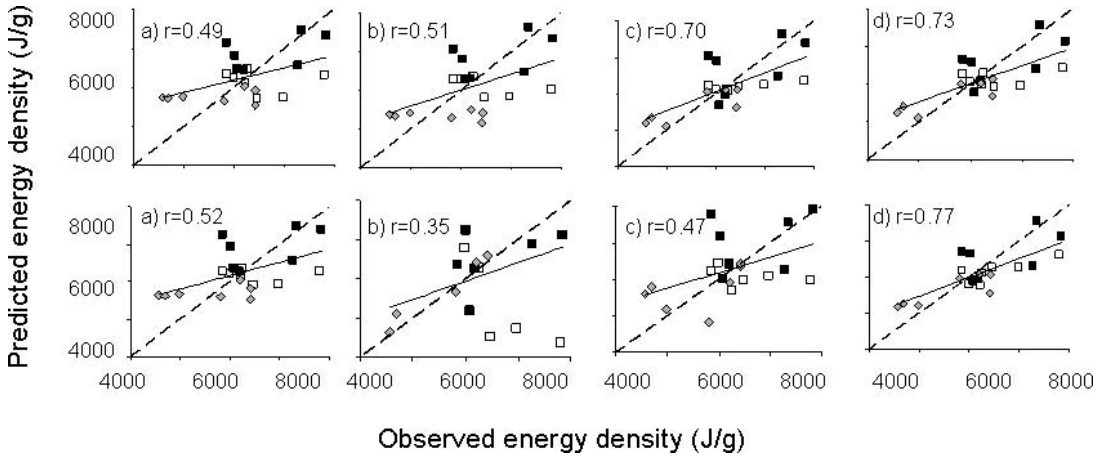 Predicted energy density (J/g)
8000
6000
4000
a) r=0.49
b) r=0.51
c) r=0.70
d) r=0.73
8000
6000
4000
a) r=0.52
b) r=0.35
c) r=0.47
d) r=0.77
4000 6000 8000 4000 6000 8000 4000 6000 8000 4000 6000 8000
Observed energy density (J/g)